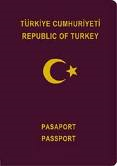 TÜRKİYE CUMHURİYETİ
REPUBLIC OF TURKEY
PASAPORT
PASSPORT